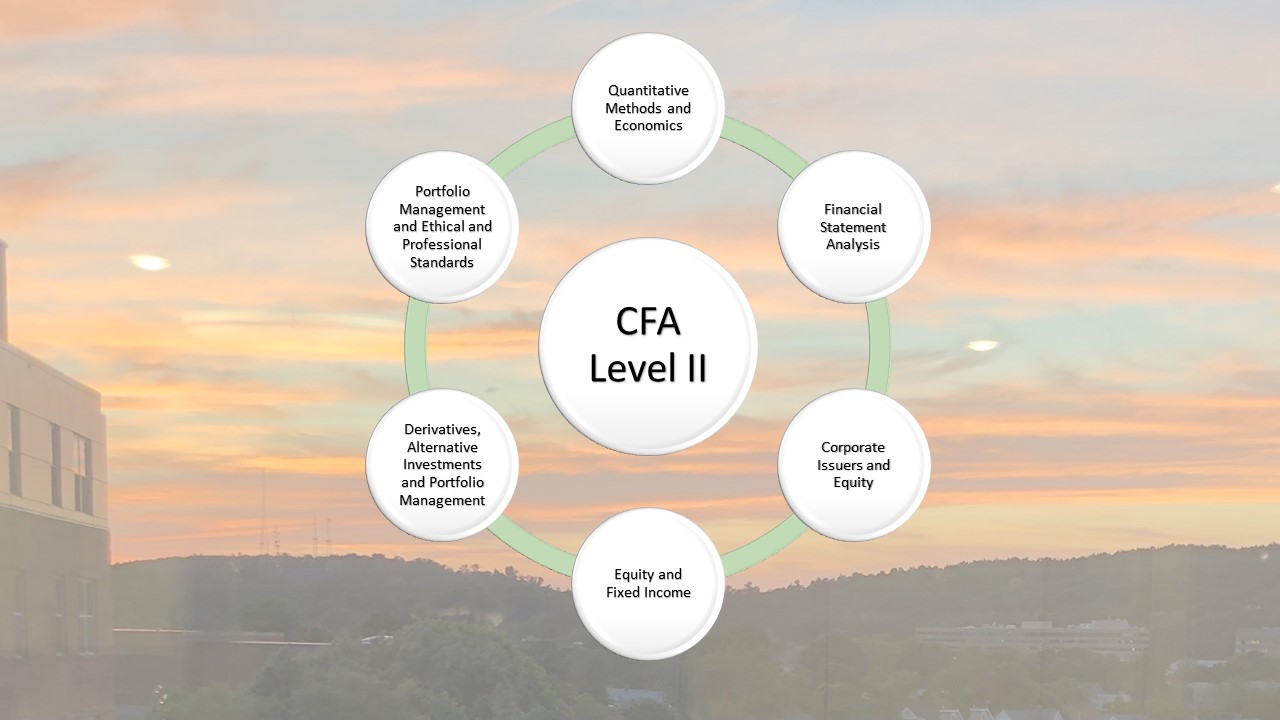 Quantitative
Methods and
Economics
Financial
Statement
Analysis
Corporate
Issuers and
Equity
Equity and
Fixed Income
Derivatives,
Alternative
Investments
and Portfolio
Management
Portfolio
Management
and Ethical and
Professional
Standards
CFA
Level II